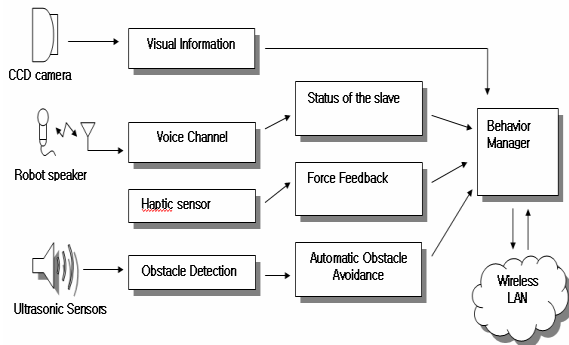 CCD camera
Visual Information
Robot speaker
Voice Channel
Status of the slave
Behavior
Manager
Haptic sensor
Force Feedback
Ultrasonic Sensors
Obstacle Detection
Automatic Obstacle
Avoidance
Wireless
LAN